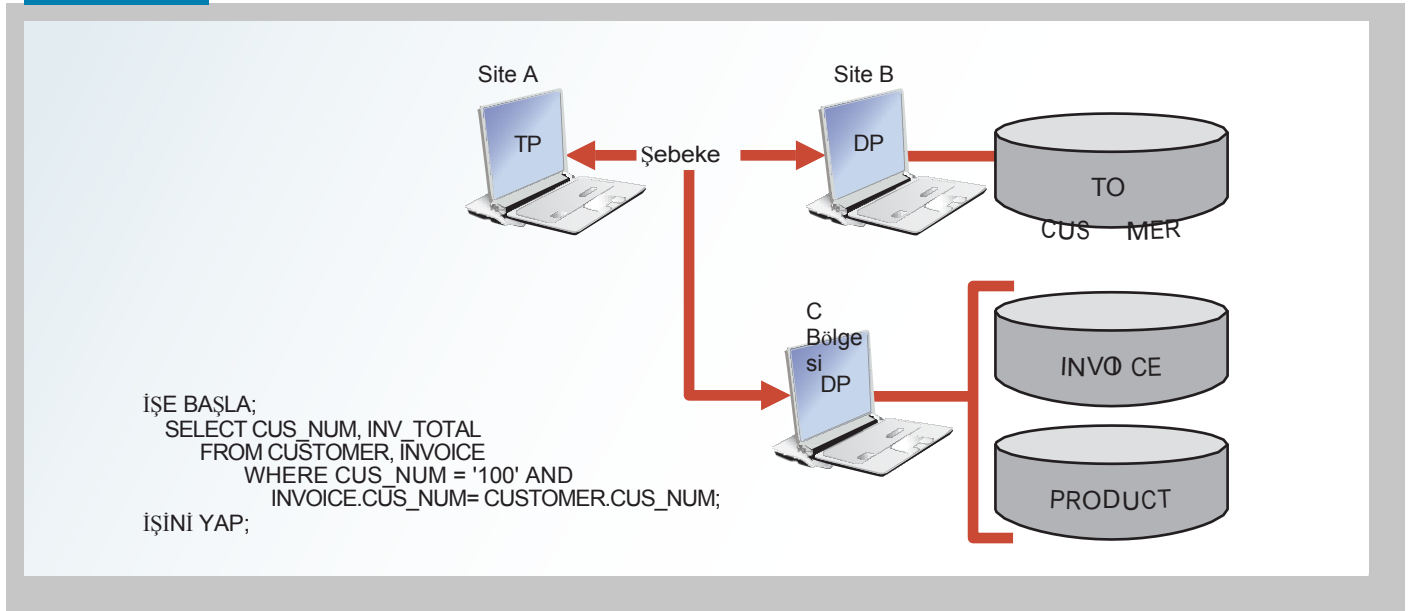 Site A
Site B
TP
Şebeke
DP
TO
CUS MER
C
Bölge
si
DP
INVOI CE
PRODUCT
İŞE BAŞLA;
SELECT CUS_NUM, INV_TOTAL
FROM CUSTOMER, INVOICE
WHERE CUS_NUM = '100' AND
INVOICE.CUS_NUM= CUSTOMER.CUS_NUM;
İŞİNİ YAP;